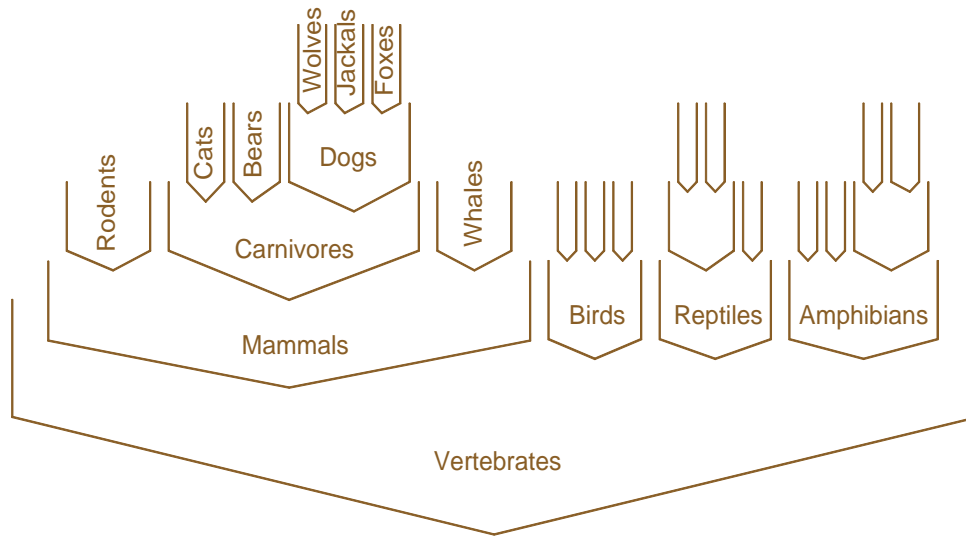 Wolves
Jackals
Foxes
Cats
Bears
Dogs
Rodents
Carnivores
Whales
Mammals
Birds
Reptiles
Amphibians
Vertebrates